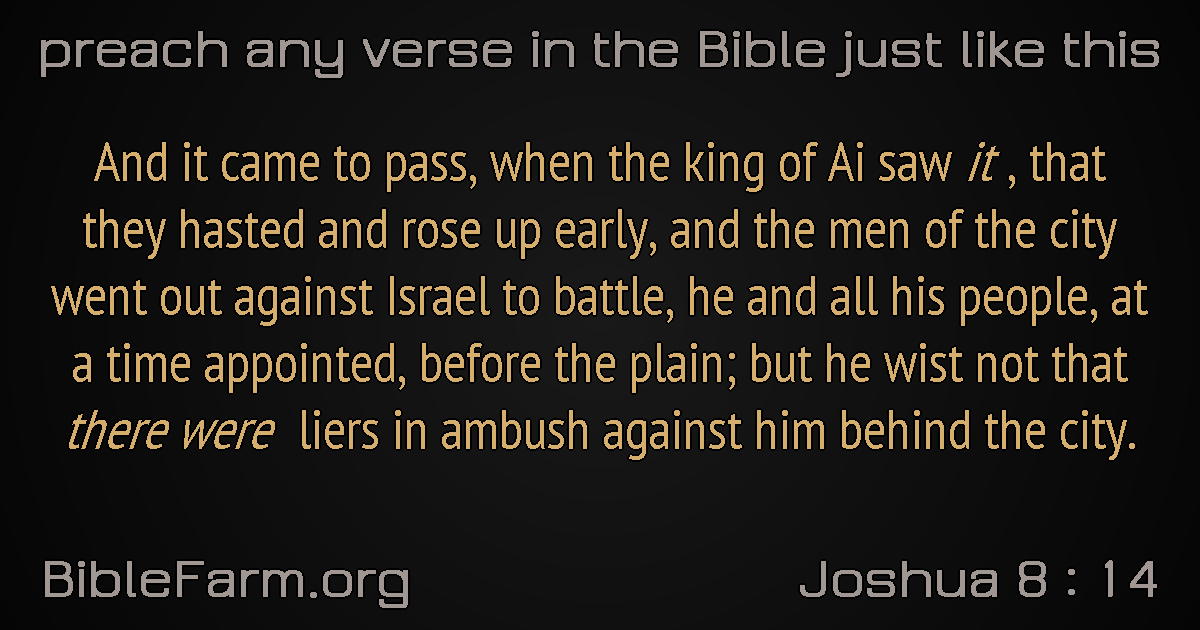 preach any verse in the Bible just like this
And it came to pass, when the king of Ai saw it , that
they hasted and rose up early, and the men of the city
went out against Israel to battle, he and all his people, at
a time appointed, before the plain; but he wist not that
there were liers in ambush against him behind the city.
BibleFarm.org
Joshua 8 : 14